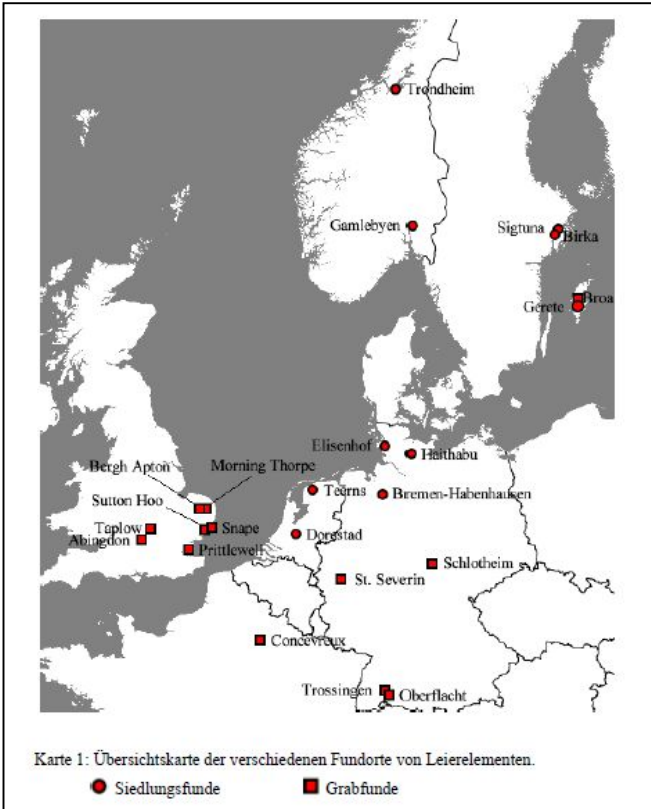 Trondheim
Gamlebyen
Sigtuna
Birka
Broa
Gerete
Elisenhof
Haithabu
Bergh Apton
Morning Thorpe
Teerns
Bremen-Habenhausen
Sutton Hoo
Snape
Taplow
Dorestad
Abingdon
Prittlewell
Schlotheim
St. Severin
Concevreux
Trossingen
Oberflacht
Karte 1: Übersichtskarte der verschiedenen Fundorte von Leierelementen.
Siedlungsfunde Grabfunde